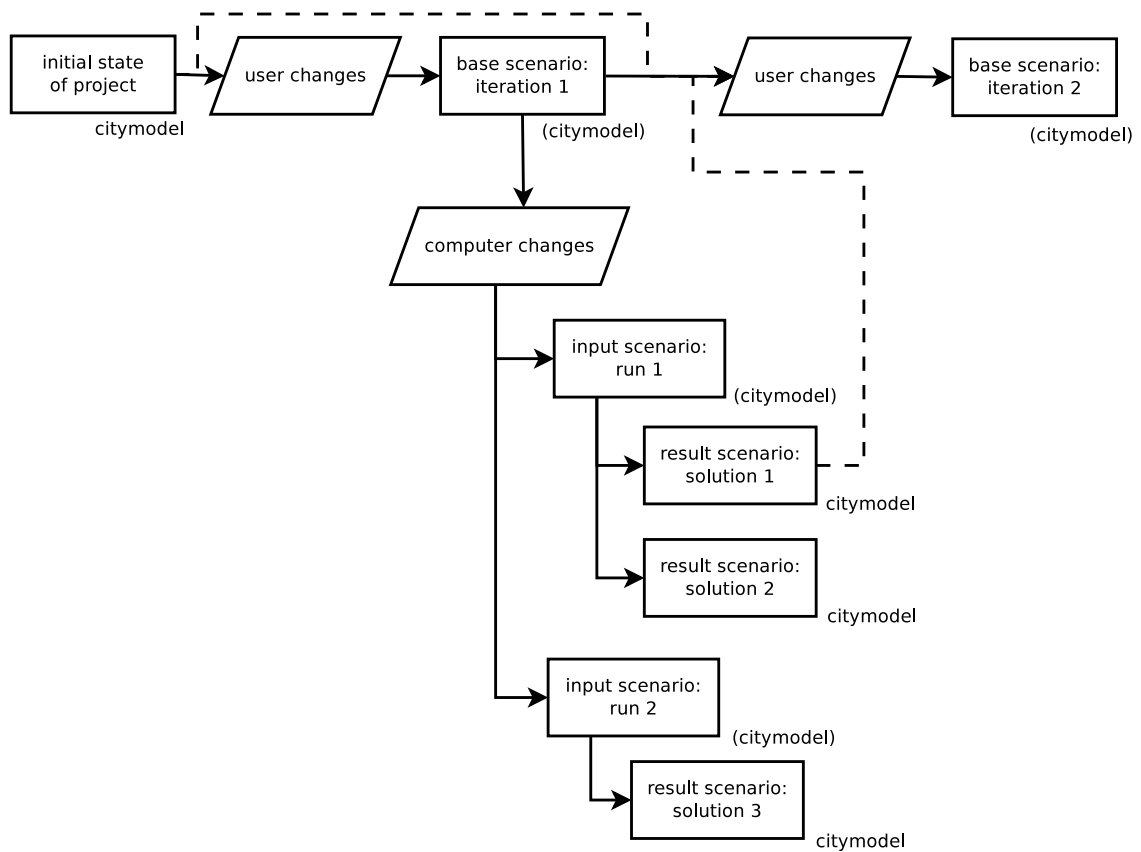 initial state
of project
citymodel
user changes
base scenario:
iteration 1
(citymodel)
user changes
base scenario:
iteration 2
(citymodel)
computer changes
input scenario:
run 1
(citymodel)
result scenario:
solution 1
citymodel
result scenario:
solution 2
citymodel
input scenario:
run 2
(citymodel)
result scenario:
solution 3
citymodel